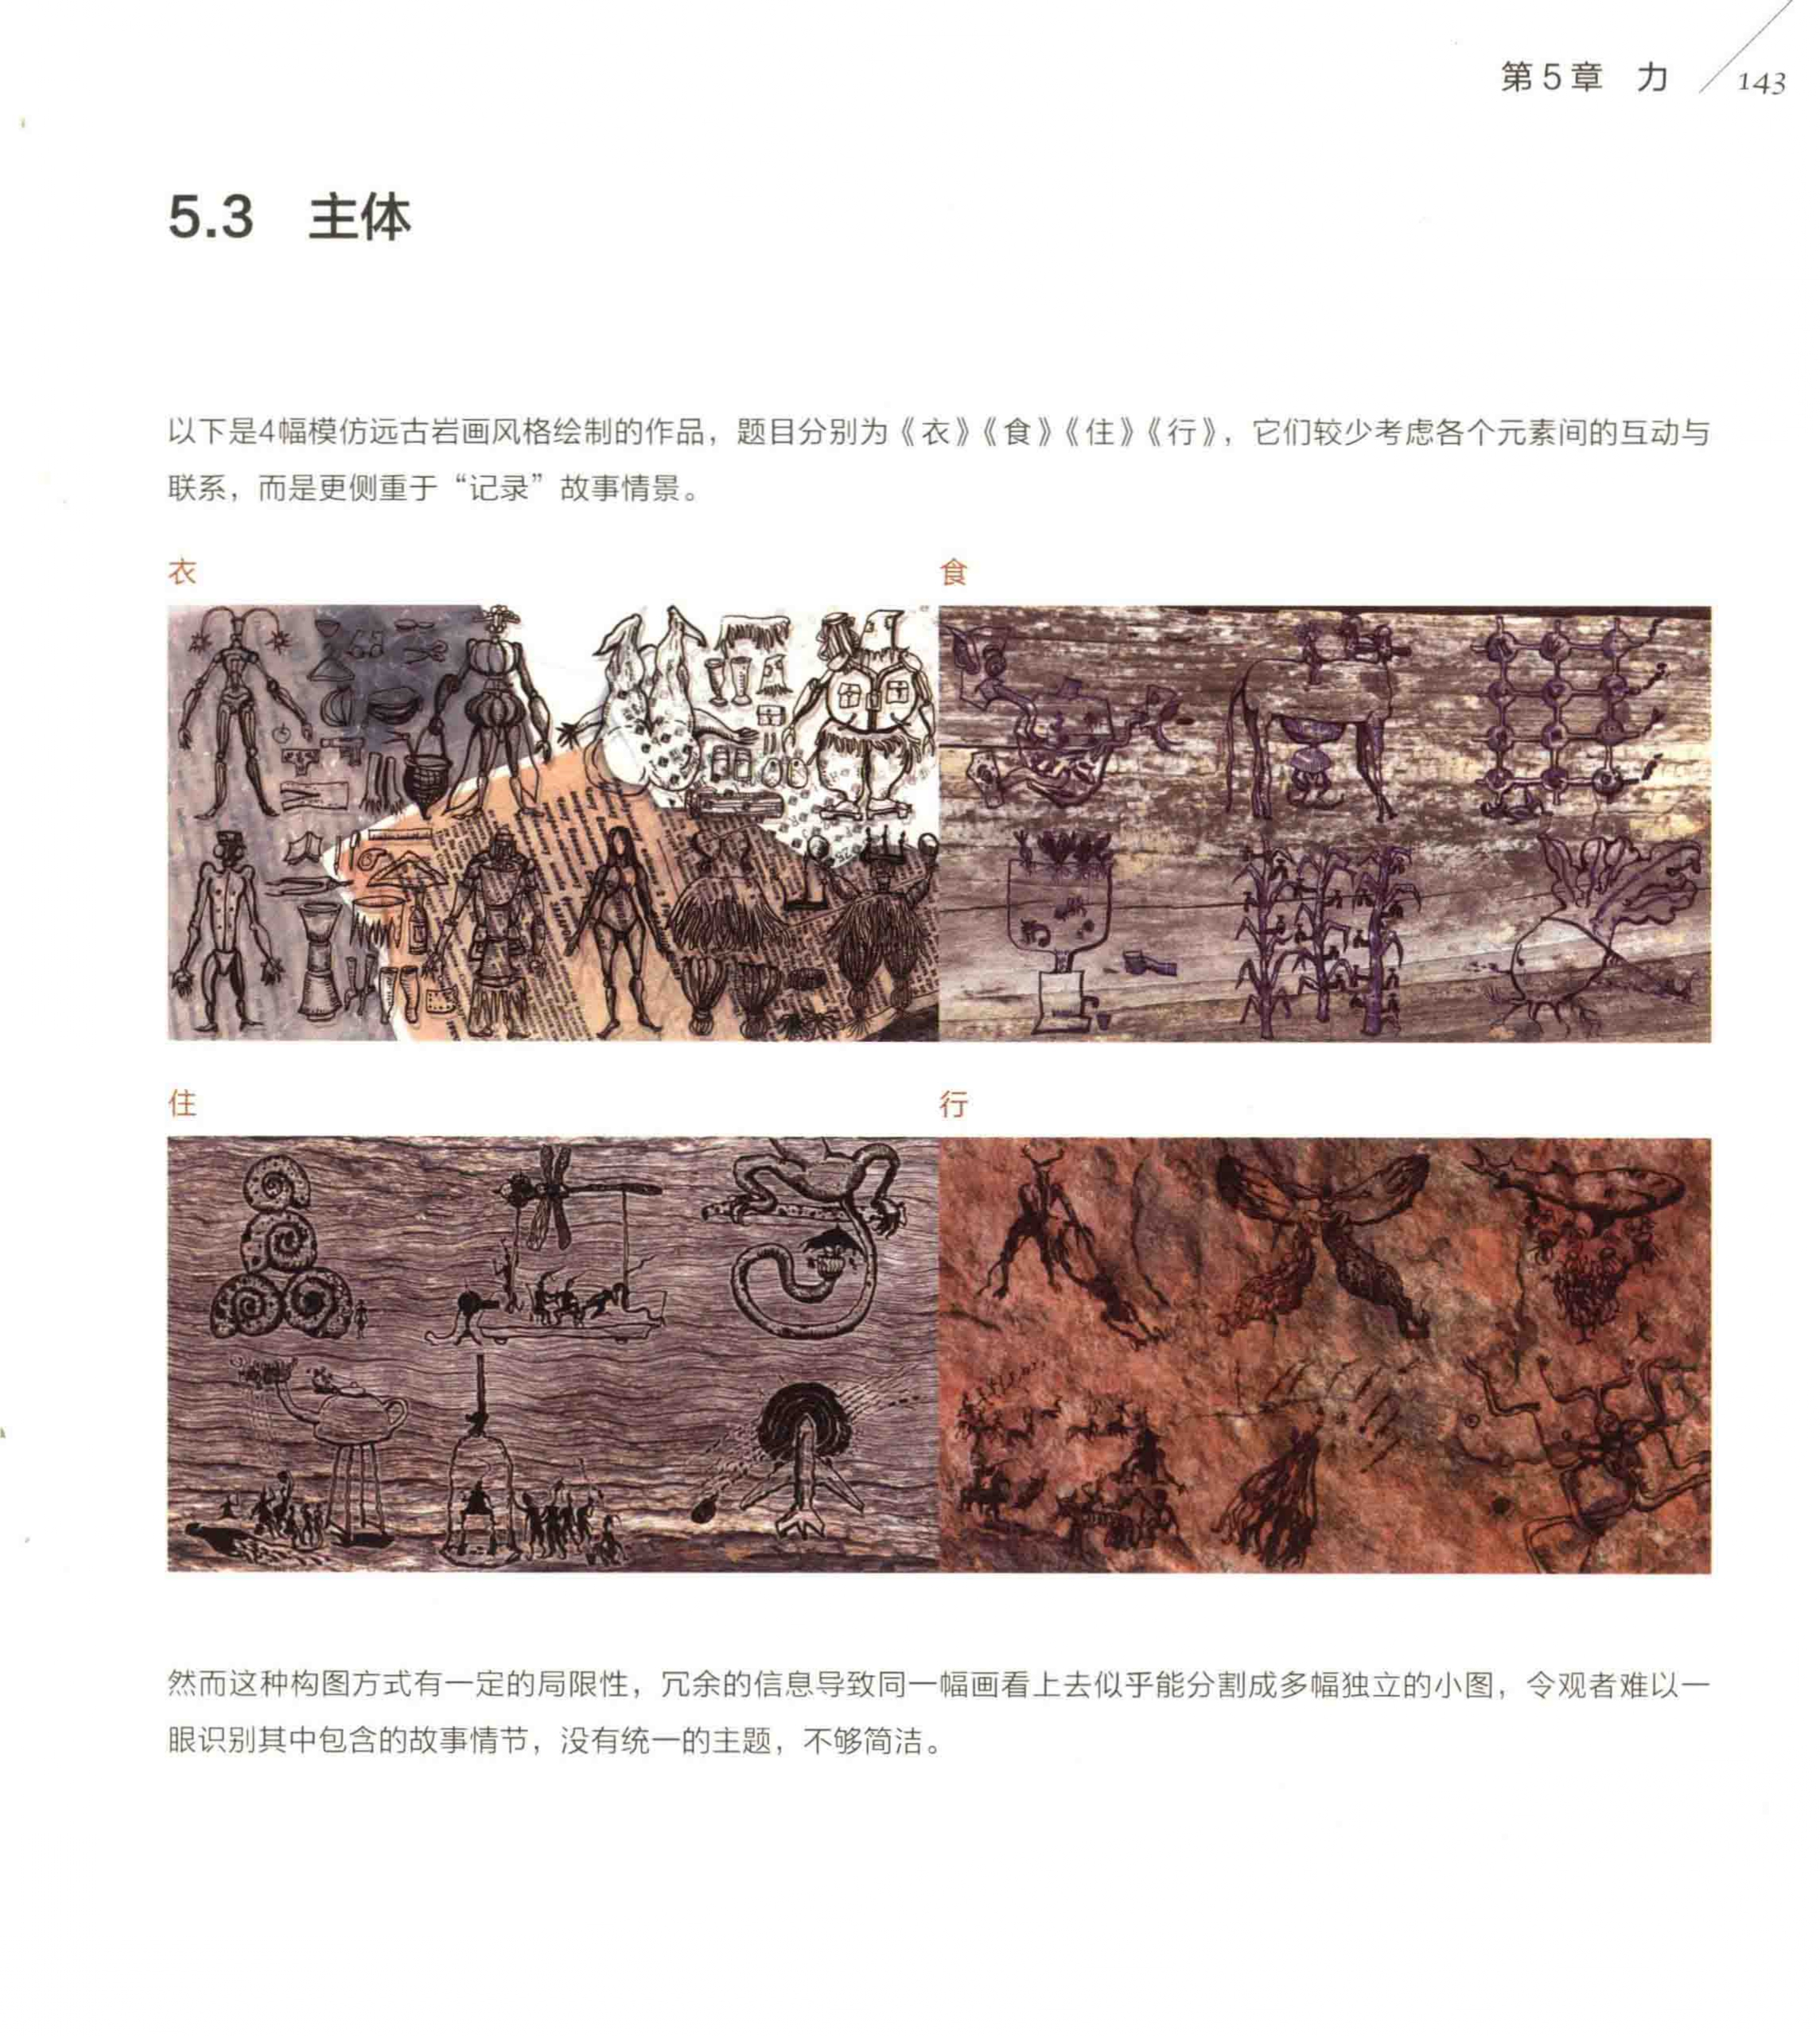 第5章 力 143
5.3 主体
以下是4幅模仿远古岩画风格绘制的作品，题目分别为《衣》《食》《住》《行》，它们较少考虑各个元素间的互动与
联系，而是更侧重于“记录”故事情景。
衣
食
住
行
然而这种构图方式有一定的局限性，冗余的信息导致同一幅画看上去似乎能分割成多幅独立的小图，令观者难以一
眼识别其中包含的故事情节，没有统一的主题，不够简洁。